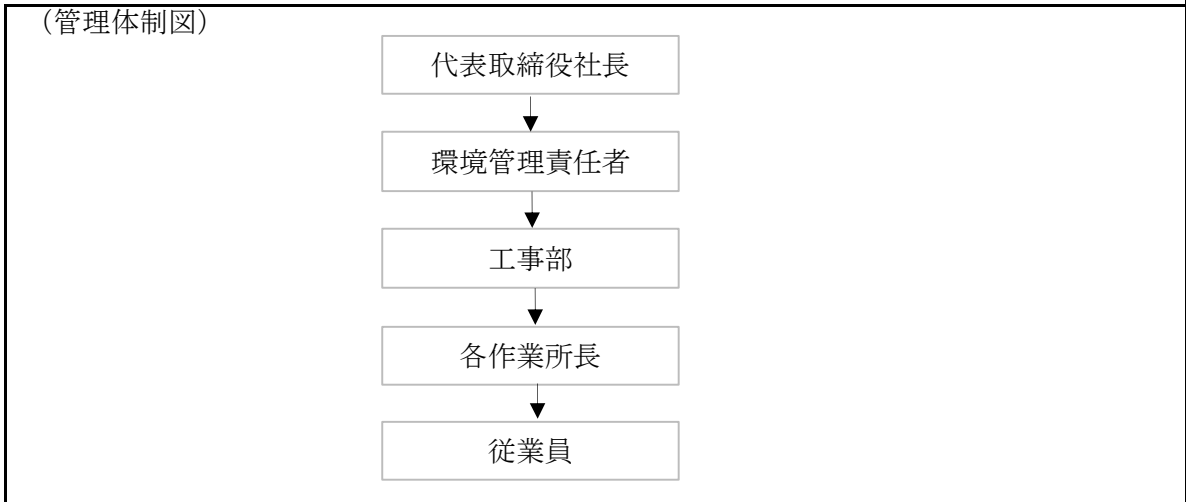 （管理体制図）
代表取締役社長
環境管理責任者
工事部
各作業所長
従業員